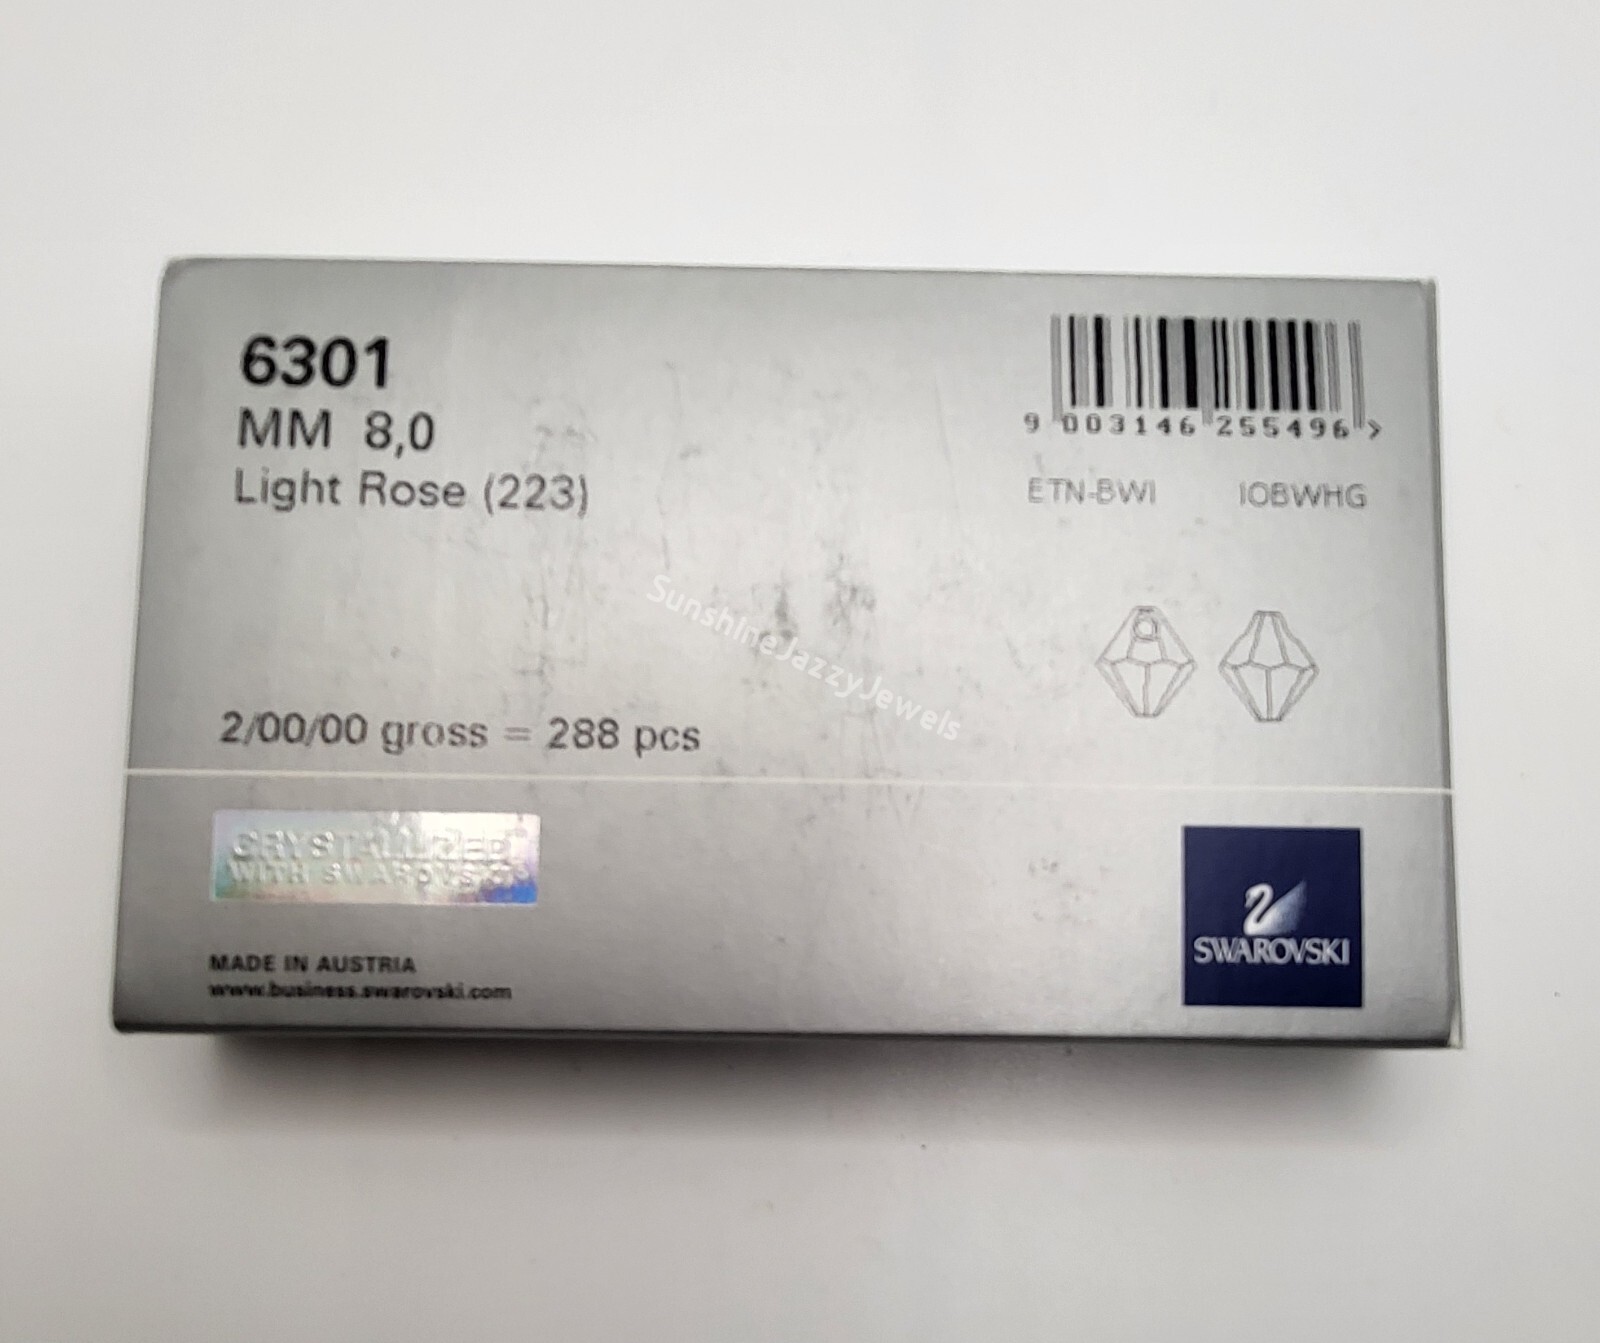 6301
MM 8,0
Light Rose (223)
9 003146 255496 >
ETN-BWI IOBWHG
SunshineJazzyJewels
2/00/00 gross = 288 pcs
CRYSTALLIZED™
WITH SWAROVSKI®
MADE IN AUSTRIA
www.business.swarovski.com
SWAROVSKI